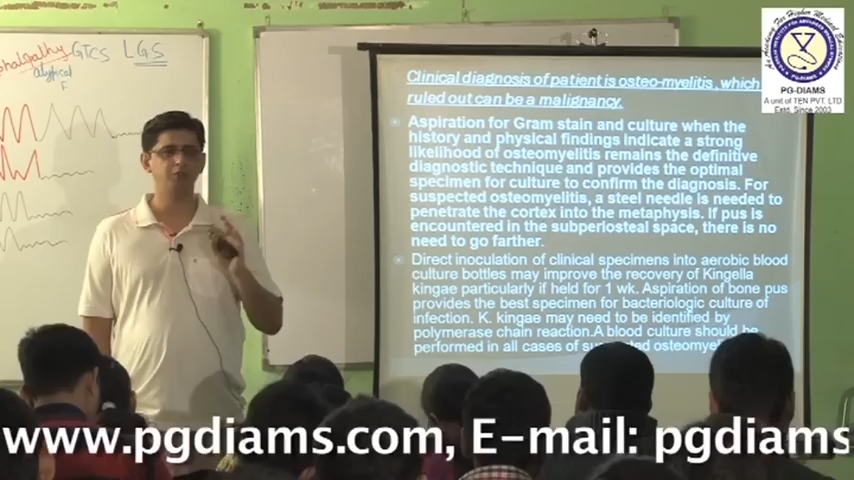 phalopathy GTCS LGS
atypical
F
Clinical diagnosis of patient is osteo-myelitis, which
ruled out can be a malignancy.
Aspiration for Gram stain and culture when the
history and physical findings indicate a strong
likelihood of osteomyelitis remains the definitive
diagnostic technique and provides the optimal
specimen for culture to confirm the diagnosis. For
suspected osteomyelitis, a steel needle is needed to
penetrate the cortex into the metaphysis. If pus is
encountered in the subperiosteal space, there is no
need to go farther.
Direct inoculation of clinical specimens into aerobic blood
culture bottles may improve the recovery of Kingella
kingae particularly if held for 1 wk. Aspiration of bone pus
provides the best specimen for bacteriologic culture of
infection. K. kingae may need to be identified by
polymerase chain reaction.A blood culture should be
performed in all cases of suspected osteomyel
PG-DIAMS
A unit of TEN PVT. LTD
Estd. Since 2003
www.pgdiams.com, E-mail: pgdiams